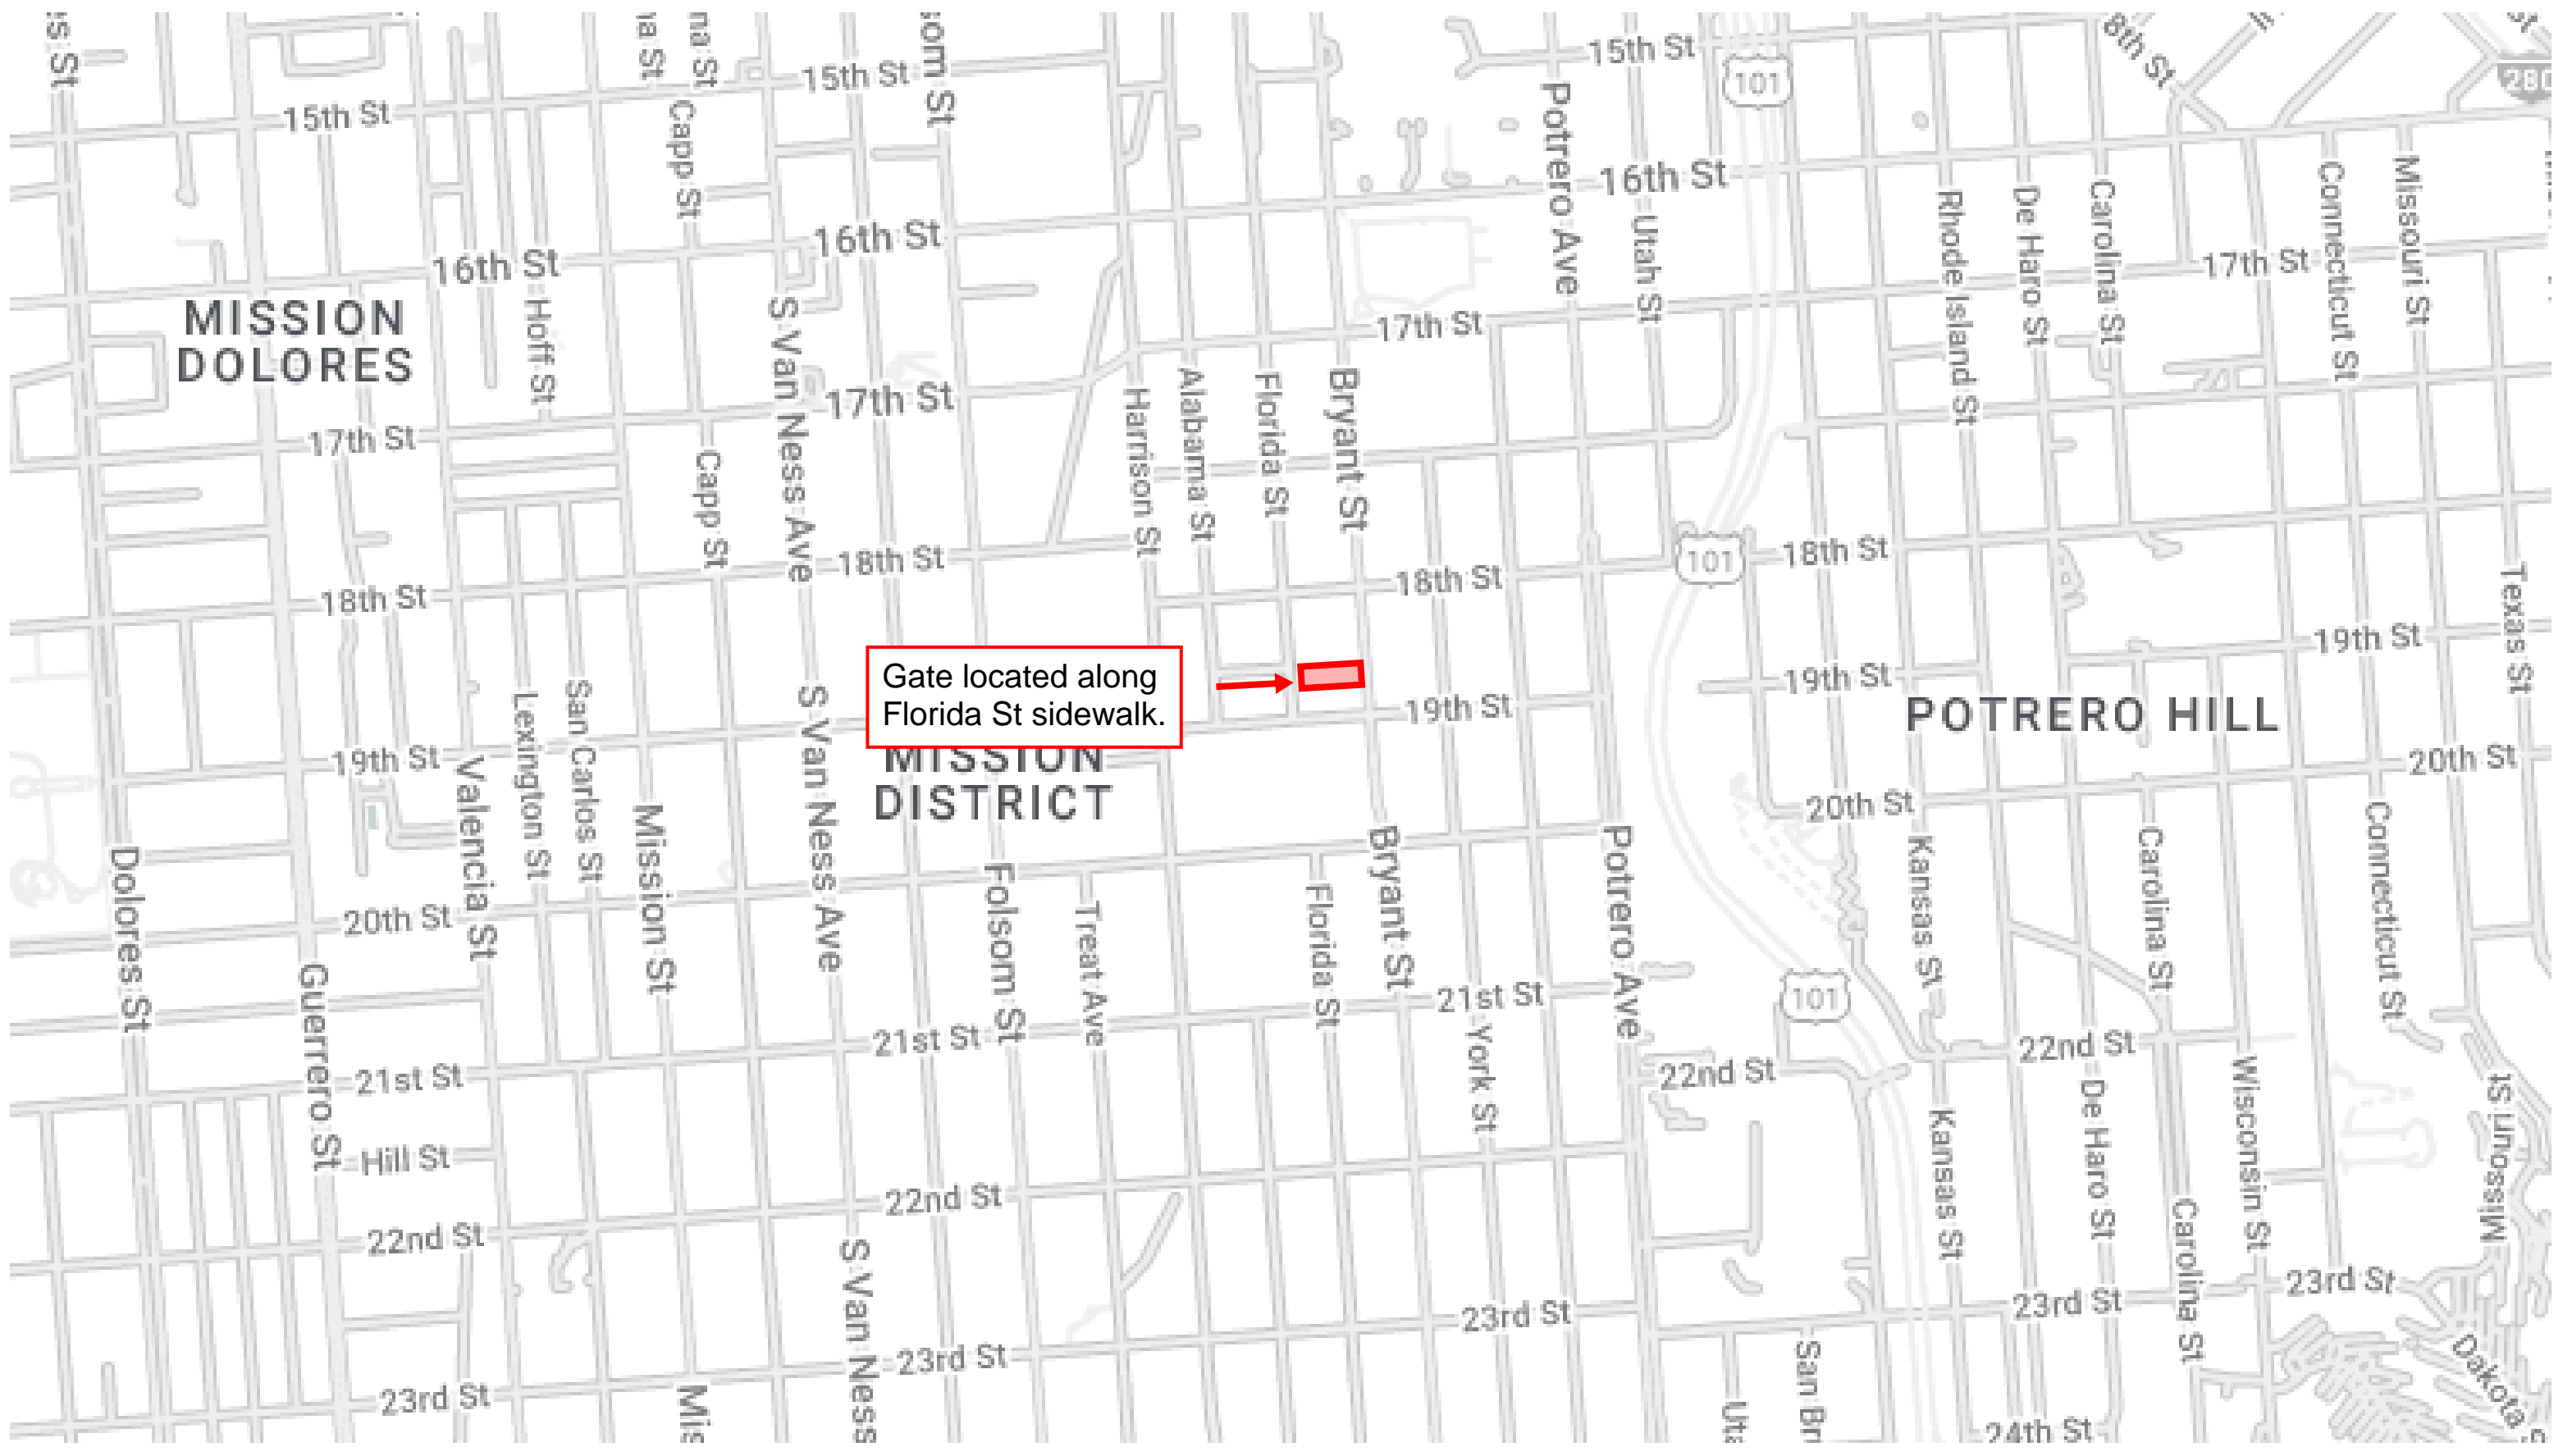 15th St
15th St
15th St
8th St
101
280
Capp St
Potrero Ave
16th St
16th St
16th St
Hoff St
Utah St
Rhode Island St
De Haro St
Carolina St
Connecticut St
Missouri St
17th St
MISSION
DOLORES
S Van Ness Ave
17th St
17th St
17th St
Harrison St
Alabama St
Florida St
Bryant St
Capp St
18th St
18th St
18th St
18th St
101
Texas St
Gate located along
Florida St sidewalk.
19th St
19th St
19th St
19th St
POTRERO HILL
Lexington St
San Carlos St
S Van Ness Ave
MISSION
DISTRICT
20th St
20th St
20th St
Valencia St
Mission St
Dolores St
Guerrero St
Folsom St
Treat Ave
Florida St
Bryant St
Potrero Ave
Kansas St
Carolina St
Connecticut St
101
21st St
21st St
21st St
York St
22nd St
22nd St
22nd St
22nd St
Hill St
Kansas St
De Haro St
Wisconsin St
Carolina St
Missouri St
S Van Ness
23rd St
23rd St
23rd St
23rd St
23rd St
San Br
Dakota
24th St